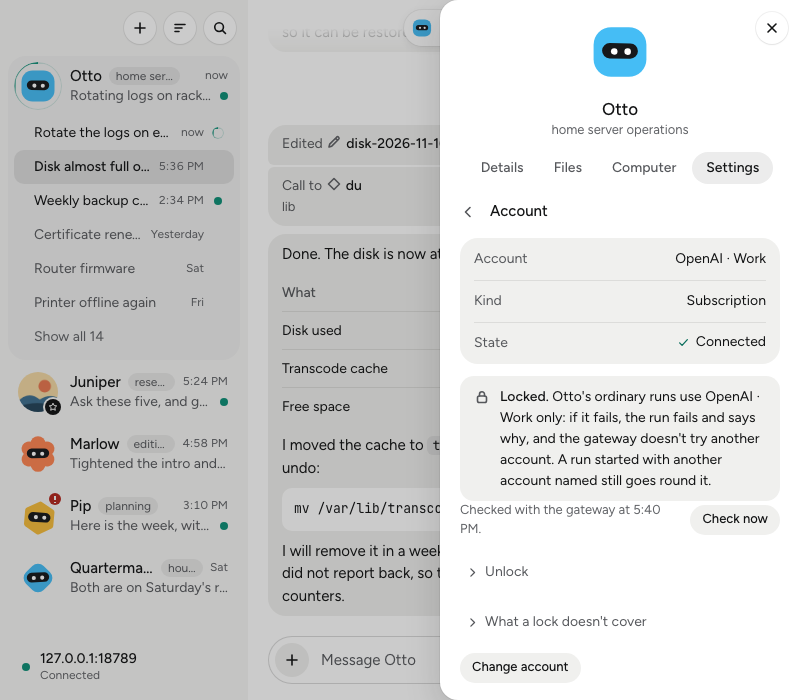 Otto home ser... now
Rotating logs on rack...
Rotate the logs on e... now
Disk almost full o... 5:36 PM
Weekly backup c... 2:34 PM
Certificate rene... Yesterday
Router firmware Sat
Printer offline again Fri
Show all 14
Juniper rese... 5:24 PM
Ask these five, and g...
Marlow editi... 4:58 PM
Tightened the intro and...
Pip planning 3:10 PM
Here is the week, wit...
Quarterma... hou... Sat
Both are on Saturday's r...
127.0.0.1:18789
Connected
so it can be restor
Edited disk-2026-11-1
Call to du
lib
Done. The disk is now at
What
Disk used
Transcode cache
Free space
I moved the cache to
undo:
mv /var/lib/transco
I will remove it in a week
did not report back, so
counters.
Message Otto
Otto
home server operations
Details Files Computer Settings
Account
Account OpenAI · Work
Kind Subscription
State Connected
Locked. Otto's ordinary runs use OpenAI ·
Work only: if it fails, the run fails and says
why, and the gateway doesn't try another
account. A run started with another
account named still goes round it.
Checked with the gateway at 5:40
PM.
Check now
Unlock
What a lock doesn't cover
Change account